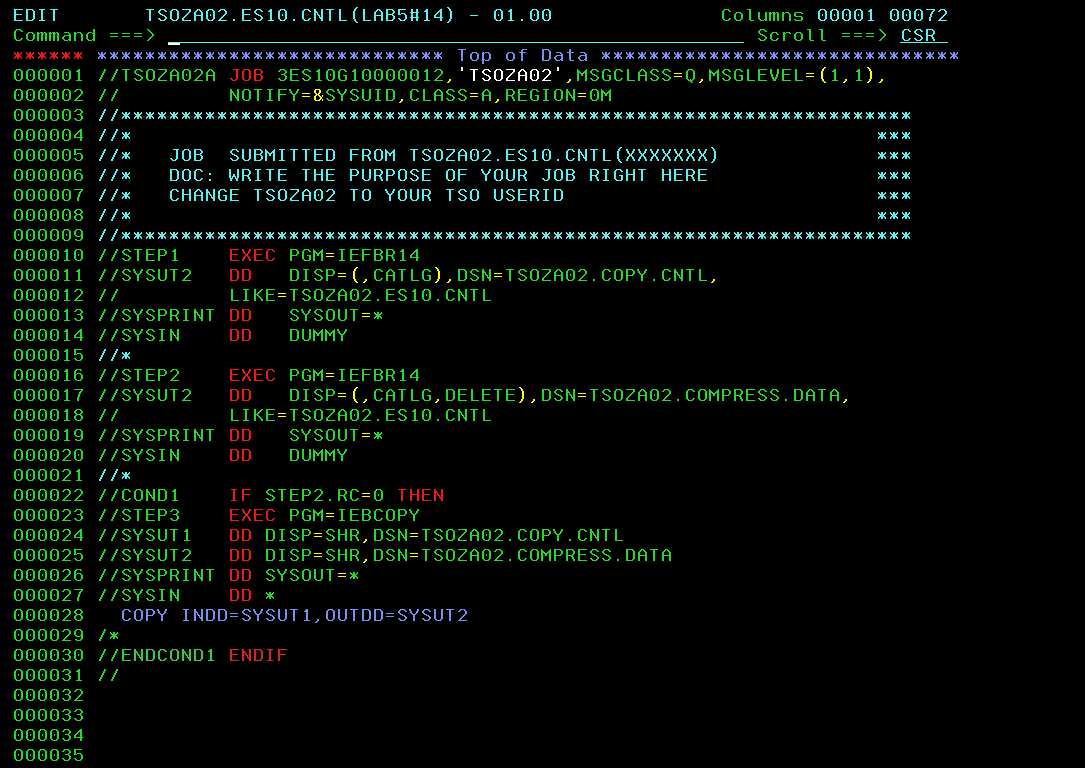 EDIT       TSOZA02.ES10.CNTL(LAB5#14) - 01.00              Columns 00001 00072
Command ===> _________________________________________________ Scroll ===> CSR
****** ***************************** Top of Data ******************************
000001 //TSOZA02A JOB 3ES10G10000012,'TSOZA02',MSGCLASS=Q,MSGLEVEL=(1,1),
000002 //         NOTIFY=&SYSUID,CLASS=A,REGION=0M
000003 //******************************************************************
000004 //*                                                              ***
000005 //*   JOB  SUBMITTED FROM TSOZA02.ES10.CNTL(XXXXXXX)             ***
000006 //*   DOC: WRITE THE PURPOSE OF YOUR JOB RIGHT HERE              ***
000007 //*   CHANGE TSOZA02 TO YOUR TSO USERID                          ***
000008 //*                                                              ***
000009 //******************************************************************
000010 //STEP1    EXEC PGM=IEFBR14
000011 //SYSUT2   DD   DISP=(,CATLG),DSN=TSOZA02.COPY.CNTL,
000012 //         LIKE=TSOZA02.ES10.CNTL
000013 //SYSPRINT DD   SYSOUT=*
000014 //SYSIN    DD   DUMMY
000015 //*
000016 //STEP2    EXEC PGM=IEFBR14
000017 //SYSUT2   DD   DISP=(,CATLG,DELETE),DSN=TSOZA02.COMPRESS.DATA,
000018 //         LIKE=TSOZA02.ES10.CNTL
000019 //SYSPRINT DD   SYSOUT=*
000020 //SYSIN    DD   DUMMY
000021 //*
000022 //COND1    IF STEP2.RC=0 THEN
000023 //STEP3    EXEC PGM=IEBCOPY
000024 //SYSUT1   DD DISP=SHR,DSN=TSOZA02.COPY.CNTL
000025 //SYSUT2   DD DISP=SHR,DSN=TSOZA02.COMPRESS.DATA
000026 //SYSPRINT DD SYSOUT=*
000027 //SYSIN    DD *
000028   COPY INDD=SYSUT1,OUTDD=SYSUT2
000029 /*
000030 //ENDCOND1 ENDIF
000031 //
000032
000033
000034
000035